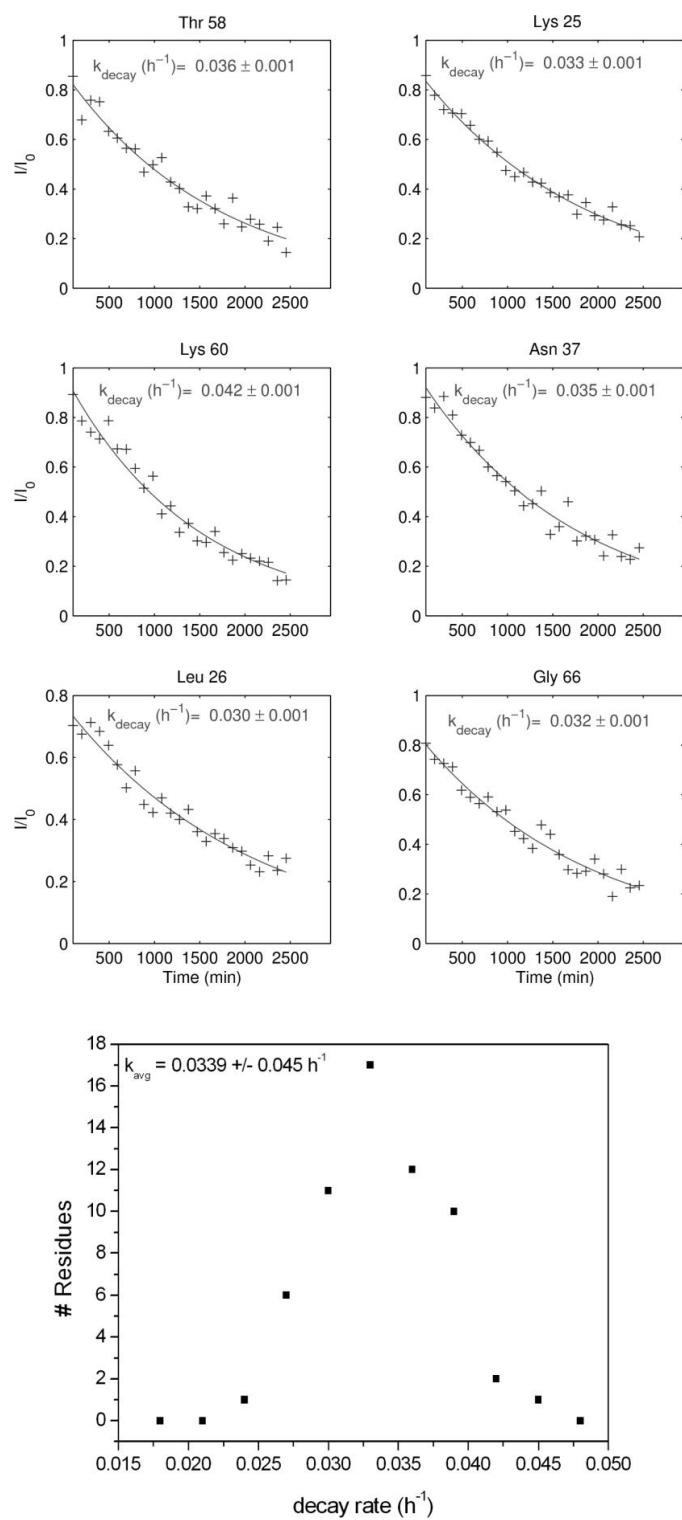 Thr 58
k_decay (h⁻¹)= 0.036 ± 0.001
I/I₀
1
0.8
0.6
0.4
0.2
0
500 1000 1500 2000 2500
Lys 25
k_decay (h⁻¹)= 0.033 ± 0.001
1
0.8
0.6
0.4
0.2
0
500 1000 1500 2000 2500
Lys 60
k_decay (h⁻¹)= 0.042 ± 0.001
I/I₀
1
0.8
0.6
0.4
0.2
0
500 1000 1500 2000 2500
Asn 37
k_decay (h⁻¹)= 0.035 ± 0.001
1
0.8
0.6
0.4
0.2
0
500 1000 1500 2000 2500
Leu 26
k_decay (h⁻¹)= 0.030 ± 0.001
I/I₀
0.8
0.6
0.4
0.2
0
500 1000 1500 2000 2500
Time (min)
Gly 66
k_decay (h⁻¹)= 0.032 ± 0.001
1
0.8
0.6
0.4
0.2
0
500 1000 1500 2000 2500
Time (min)
k_avg = 0.0339 +/- 0.045 h⁻¹
# Residues
18
16
14
12
10
8
6
4
2
0
0.015 0.020 0.025 0.030 0.035 0.040 0.045 0.050
decay rate (h⁻¹)